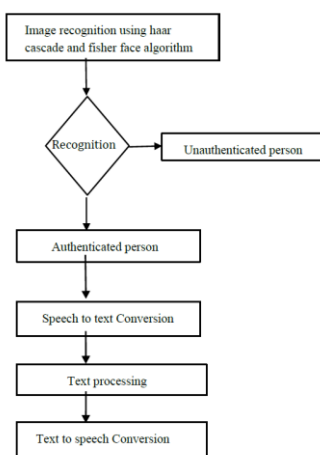 Image recognition using haar
cascade and fisher face algorithm
Recognition
Unauthenticated person
Authenticated person
Speech to text Conversion
Text processing
Text to speech Conversion